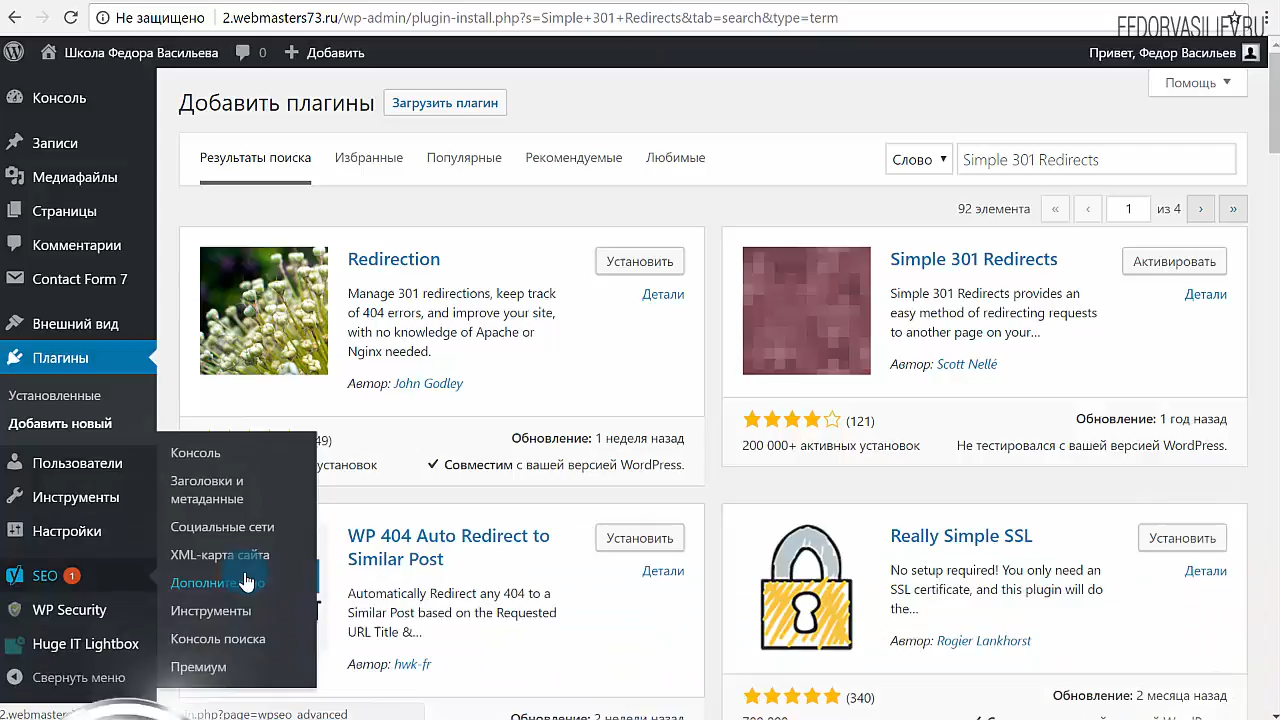 Не защищено
2.webmasters73.ru/wp-admin/plugin-install.php?s=Simple+301+Redirects&tab=search&type=term
FEDORVASILIEV.RU
Школа Федора Васильева
0
Добавить
Привет, Федор Васильев
Консоль
Записи
Медиафайлы
Страницы
Комментарии
Contact Form 7
Внешний вид
Плагины
Установленные
Добавить новый
Пользователи
Инструменты
Настройки
SEO 1
WP Security
Huge IT Lightbox
Свернуть меню
Консоль
Заголовки и
метаданные
Социальные сети
XML-карта сайта
Инструменты
Консоль поиска
Премиум
Помощь
Добавить плагины
Загрузить плагин
Результаты поиска
Избранные
Популярные
Рекомендуемые
Любимые
Слово
Simple 301 Redirects
92 элемента
«
‹
1
из 4
›
»
Redirection
Установить
Детали
Manage 301 redirections, keep track
of 404 errors, and improve your site,
with no knowledge of Apache or
Nginx needed.
Автор: John Godley
49)
Обновление: 1 неделя назад
установок
Совместим с вашей версией WordPress.
Simple 301 Redirects
Активировать
Детали
Simple 301 Redirects provides an
easy method of redirecting requests
to another page on your...
Автор: Scott Nellé
(121)
Обновление: 1 год назад
200 000+ активных установок
Не тестировался с вашей версией WordPress.
WP 404 Auto Redirect to
Similar Post
Установить
Детали
Automatically Redirect any 404 to a
Similar Post based on the Requested
URL Title &...
Автор: hwk-fr
Обновление: 2 недели назад
Really Simple SSL
Установить
Детали
No setup required! You only need an
SSL certificate, and this plugin will do
the...
Автор: Rogier Lankhorst
(340)
Обновление: 2 месяца назад